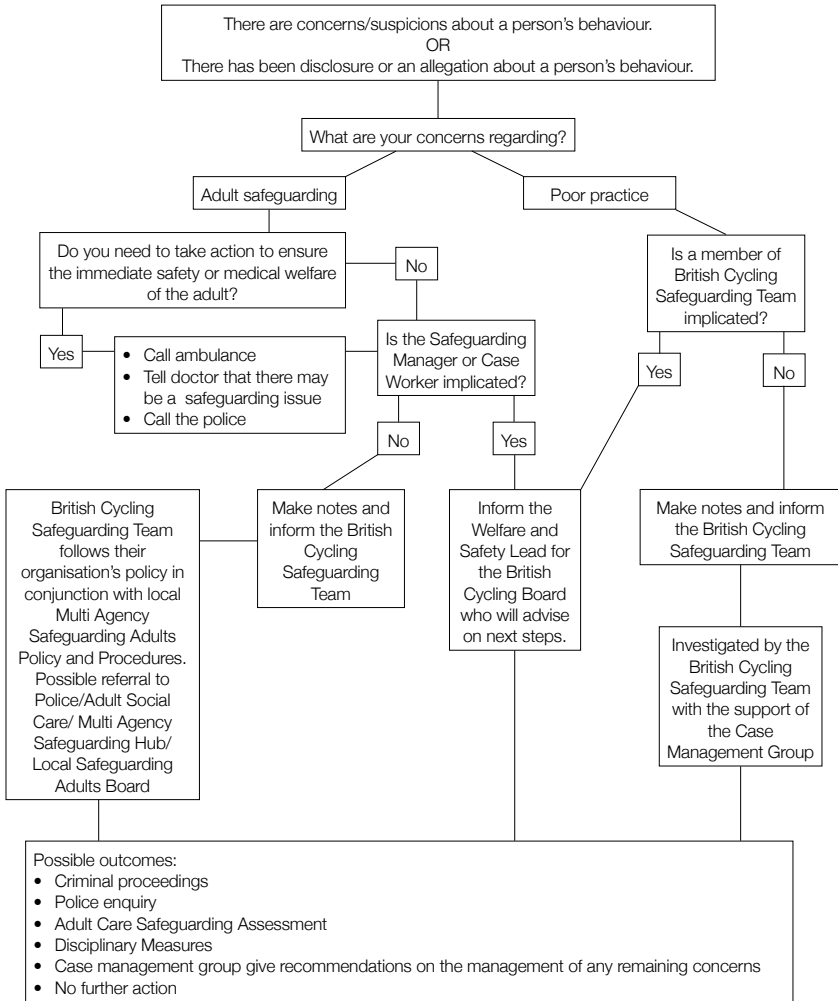 There are concerns/suspicions about a person's behaviour.
OR
There has been disclosure or an allegation about a person's behaviour.
What are your concerns regarding?
Adult safeguarding
Poor practice
Do you need to take action to ensure
the immediate safety or medical welfare
of the adult?
No
Is a member of
British Cycling
Safeguarding Team
implicated?
Yes
• Call ambulance
• Tell doctor that there may
be a safeguarding issue
• Call the police
Is the Safeguarding
Manager or Case
Worker implicated?
Yes
No
No
Yes
British Cycling
Safeguarding Team
follows their
organisation's policy in
conjunction with local
Multi Agency
Safeguarding Adults
Policy and Procedures.
Possible referral to
Police/Adult Social
Care/ Multi Agency
Safeguarding Hub/
Local Safeguarding
Adults Board
Make notes and
inform the British
Cycling
Safeguarding
Team
Inform the
Welfare and
Safety Lead for
the British
Cycling Board
who will advise
on next steps.
Make notes and inform
the British Cycling
Safeguarding Team
Investigated by the
British Cycling
Safeguarding Team
with the support of
the Case
Management Group
Possible outcomes:
• Criminal proceedings
• Police enquiry
• Adult Care Safeguarding Assessment
• Disciplinary Measures
• Case management group give recommendations on the management of any remaining concerns
• No further action